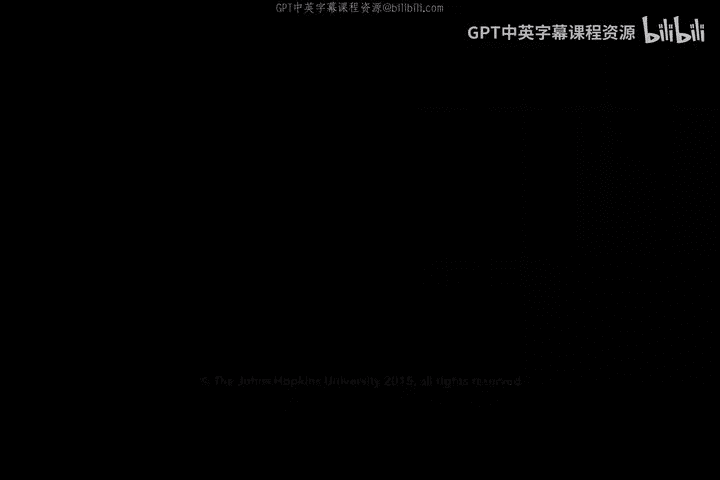 GPT中英字幕课程资源@bilibili.com
GPT中英字幕课程资源 bilibili
© The Johns Hopkins University 2015, all rights reserved